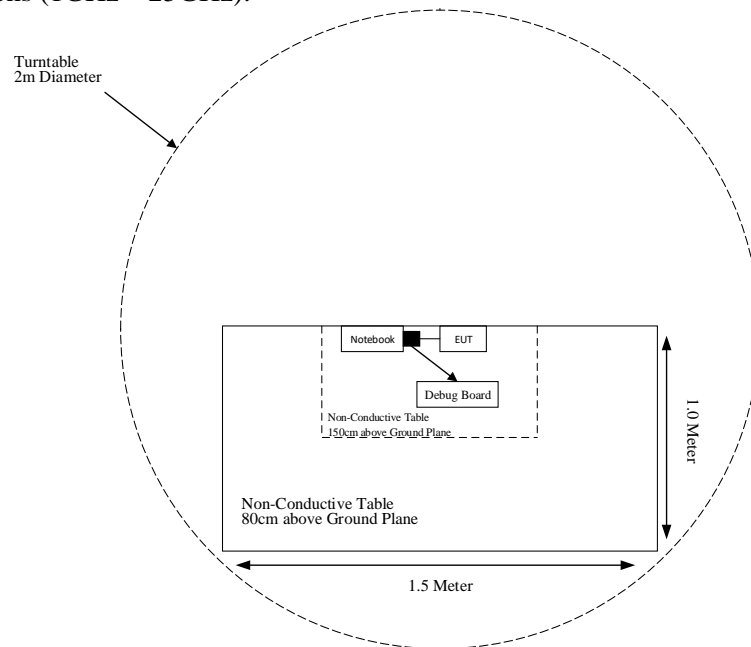 Turntable
2m Diameter
Notebook
EUT
Debug Board
Non-Conductive Table
150cm above Ground Plane
Non-Conductive Table
80cm above Ground Plane
1.0 Meter
1.5 Meter